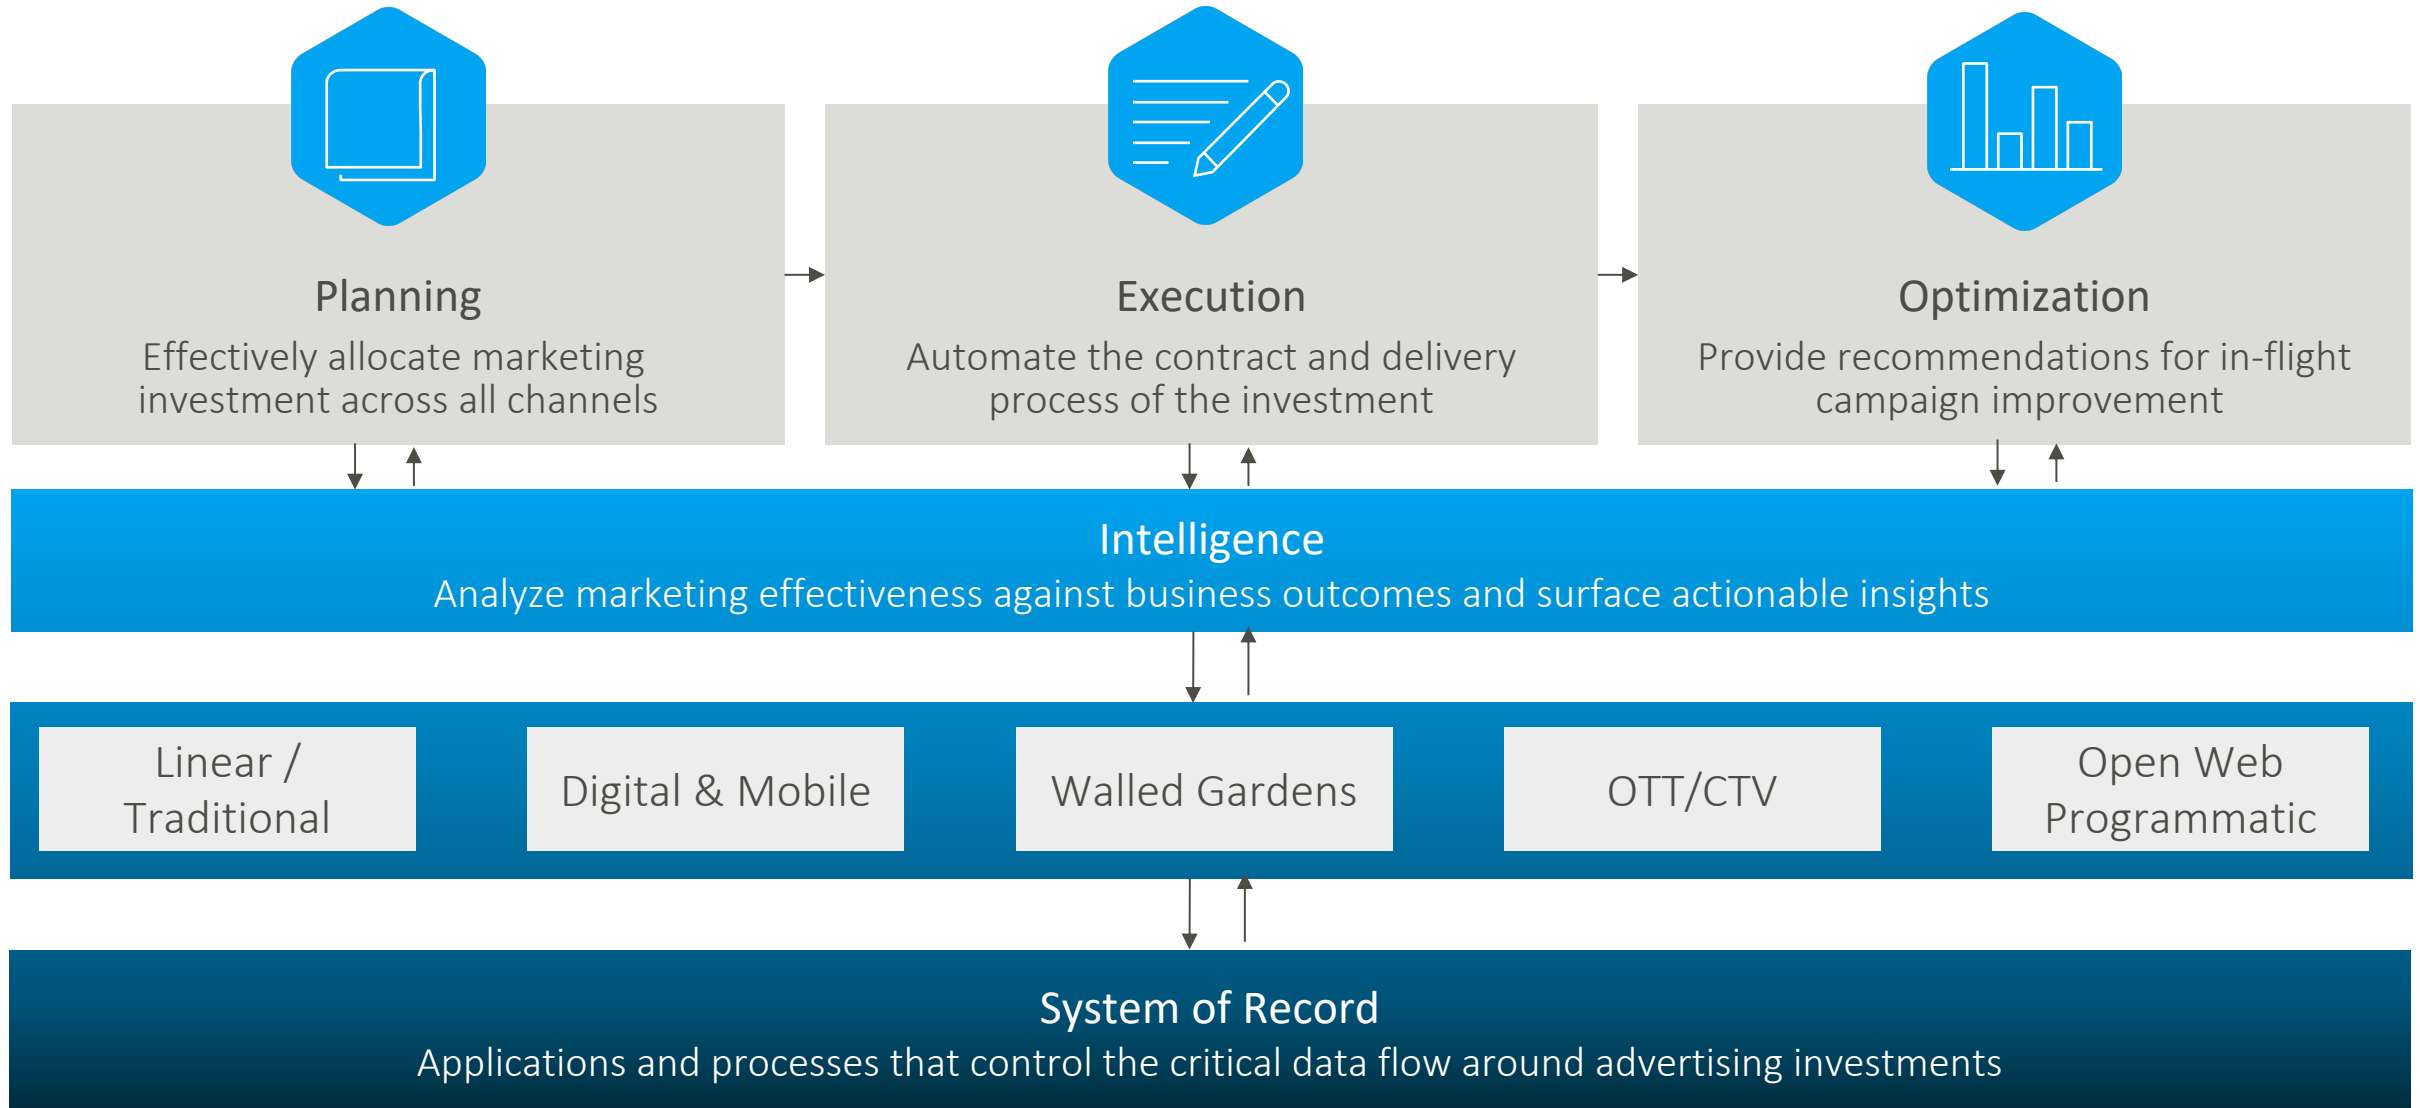 Planning
Effectively allocate marketing
investment across all channels
Execution
Automate the contract and delivery
process of the investment
Optimization
Provide recommendations for in-flight
campaign improvement
Intelligence
Analyze marketing effectiveness against business outcomes and surface actionable insights
Linear /
Traditional
Digital & Mobile
Walled Gardens
OTT/CTV
Open Web
Programmatic
System of Record
Applications and processes that control the critical data flow around advertising investments